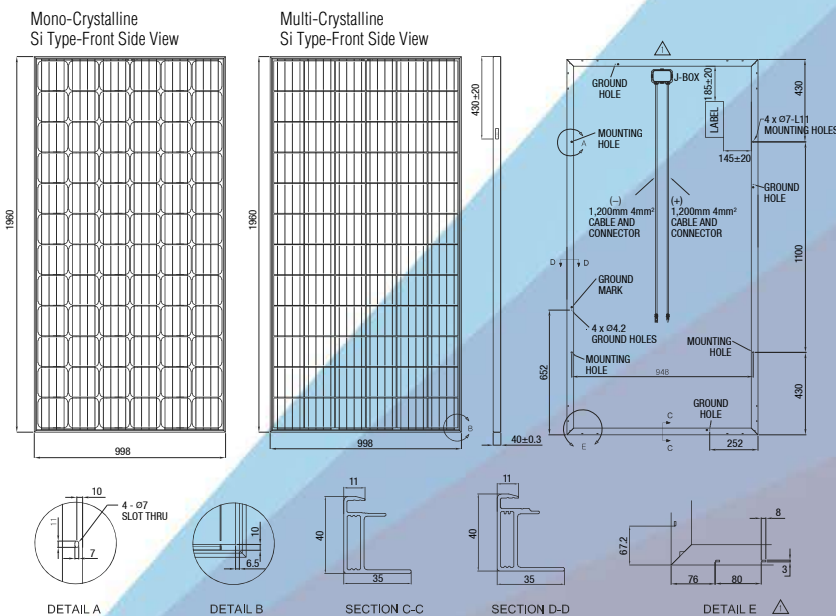 Mono-Crystalline
Si Type-Front Side View
Multi-Crystalline
Si Type-Front Side View
1960
998
1960
998
B
430±20
40±0.3
!
GROUND
HOLE
J-BOX
185±20
LABEL
4 x Ø7-L11
MOUNTING HOLES
145±20
MOUNTING
HOLE
A
GROUND
HOLE
(–)
1,200mm 4mm²
CABLE AND
CONNECTOR
(+)
1,200mm 4mm²
CABLE AND
CONNECTOR
D
D
GROUND
MARK
4 x Ø4.2
GROUND HOLES
MOUNTING
HOLE
MOUNTING
HOLE
948
652
430
1100
430
GROUND
HOLE
C
C
252
E
10
4 - Ø7
SLOT THRU
11
7
DETAIL A
10
6.5
DETAIL B
11
40
35
SECTION C-C
11
40
35
SECTION D-D
67.2
76
80
8
3
DETAIL E